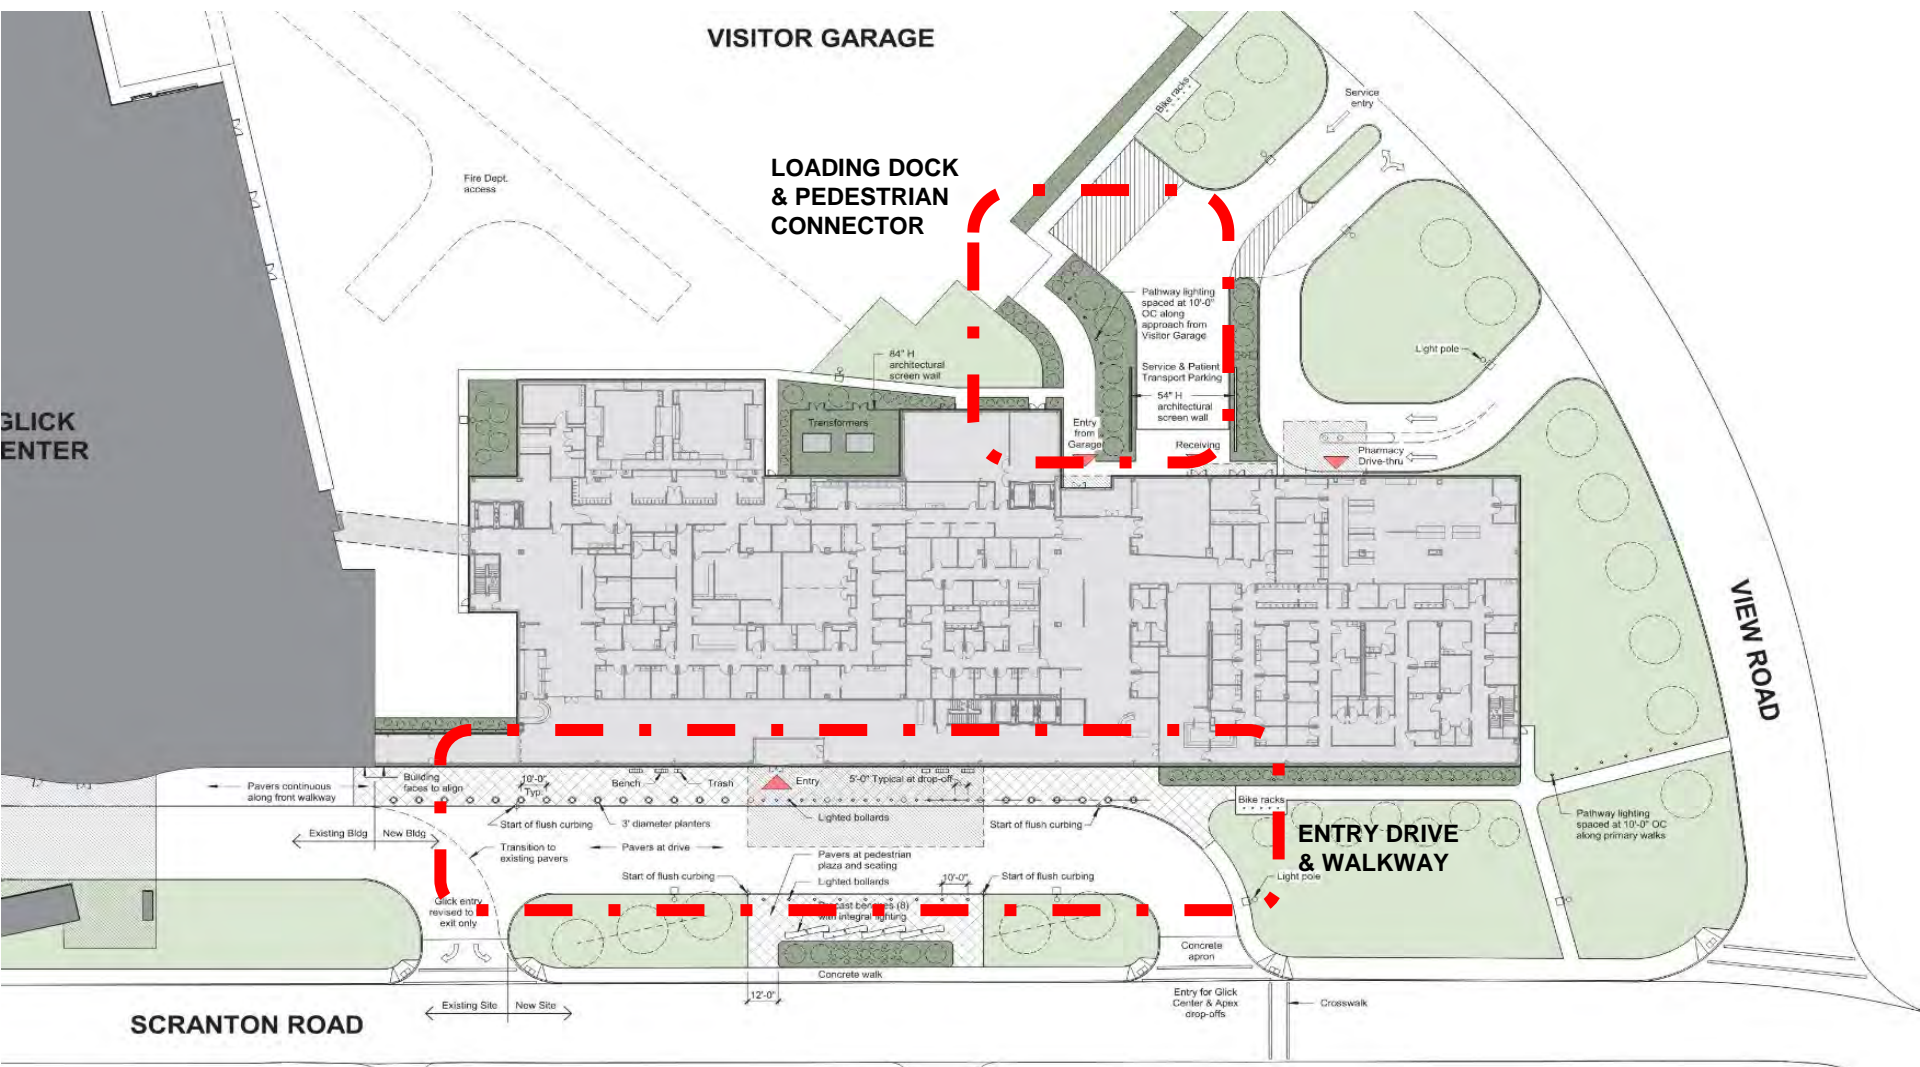 VISITOR GARAGE
Bike racks
Service
entry
LOADING DOCK
& PEDESTRIAN
CONNECTOR
Fire Dept.
access
Pathway lighting
spaced at 10'-0"
OC along
approach from
Visitor Garage
Light pole
84" H
architectural
screen wall
Service & Patient
Transport Parking
54" H
architectural
screen wall
Transformers
Entry
from
Garage
Receiving
Pharmacy
Drive-thru
GLICK
ENTER
VIEW ROAD
Pavers continuous
along front walkway
Building
faces to align
10'-0"
Typ.
Bench
Trash
Entry
5'-0" Typical at drop-off
Bike racks
Start of flush curbing
3' diameter planters
Lighted bollards
Start of flush curbing
Pathway lighting
spaced at 10'-0" OC
along primary walks
Existing Bldg
New Bldg
Transition to
existing pavers
Pavers at drive
Pavers at pedestrian
plaza and seating
ENTRY DRIVE
& WALKWAY
Start of flush curbing
Lighted bollards
10'-0"
Start of flush curbing
Light pole
Glick entry
revised to
exit only
benches (8)
with integral lighting
Concrete
apron
Concrete walk
12'-0"
Existing Site
New Site
Entry for Glick
Center & Apex
drop-offs
Crosswalk
SCRANTON ROAD